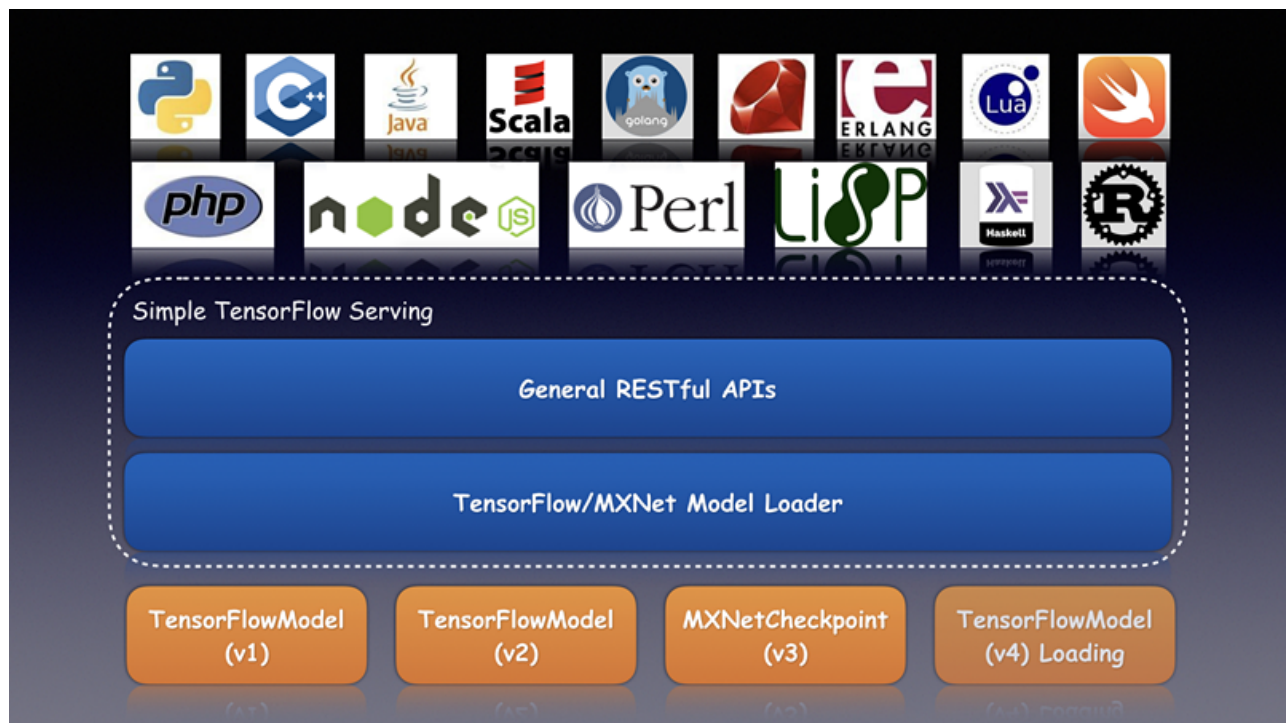 C++
Java
Scala
golang
e
ERLANG
Lua
php
node JS
Perl
LiSP
Haskell
R
Simple TensorFlow Serving
General RESTful APIs
TensorFlow/MXNet Model Loader
TensorFlowModel
(v1)
TensorFlowModel
(v2)
MXNetCheckpoint
(v3)
TensorFlowModel
(v4) Loading